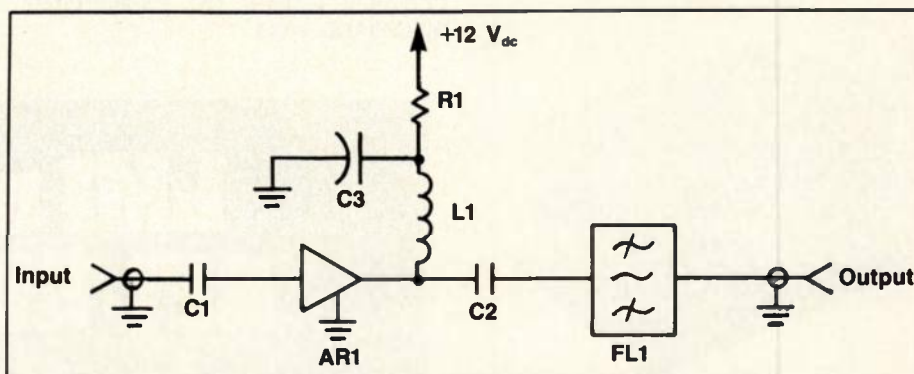 +12 Vdc
R1
C3
L1
Input
C1
AR1
C2
FL1
Output